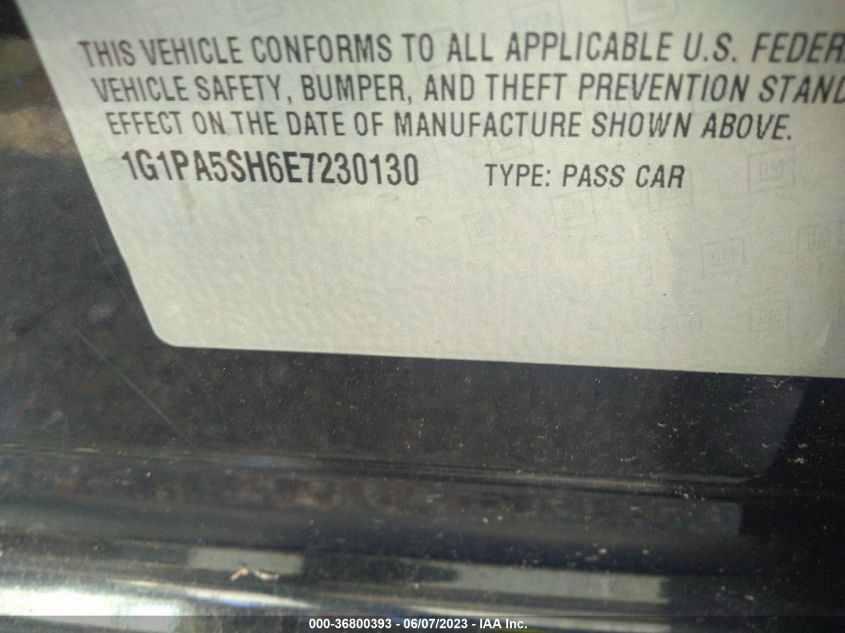 THIS VEHICLE CONFORMS TO ALL APPLICABLE U.S. FEDER
VEHICLE SAFETY, BUMPER, AND THEFT PREVENTION STAND
EFFECT ON THE DATE OF MANUFACTURE SHOWN ABOVE.
1G1PA5SH6E7230130 TYPE: PASS CAR
000-36800393 - 06/07/2023 - IAA Inc.